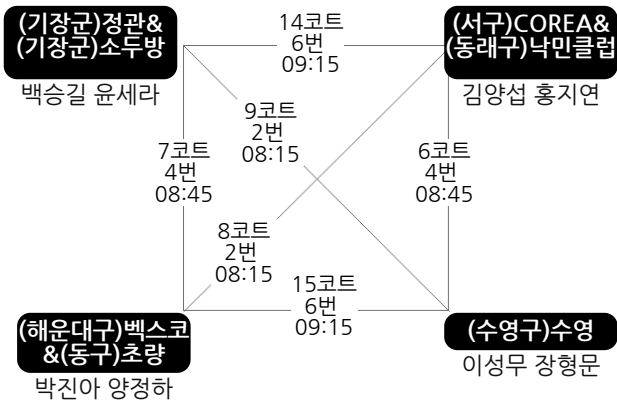 (기장군)정관&
(기장군)소두방
백승길 윤세라
14코트
6번
09:15
(서구)COREA&
(동래구)낙민클럽
김양섭 홍지연
9코트
2번
08:15
7코트
4번
08:45
6코트
4번
08:45
8코트
2번
08:15
15코트
6번
09:15
(해운대구)벡스코
&(동구)초량
박진아 양정하
(수영구)수영
이성무 장형문